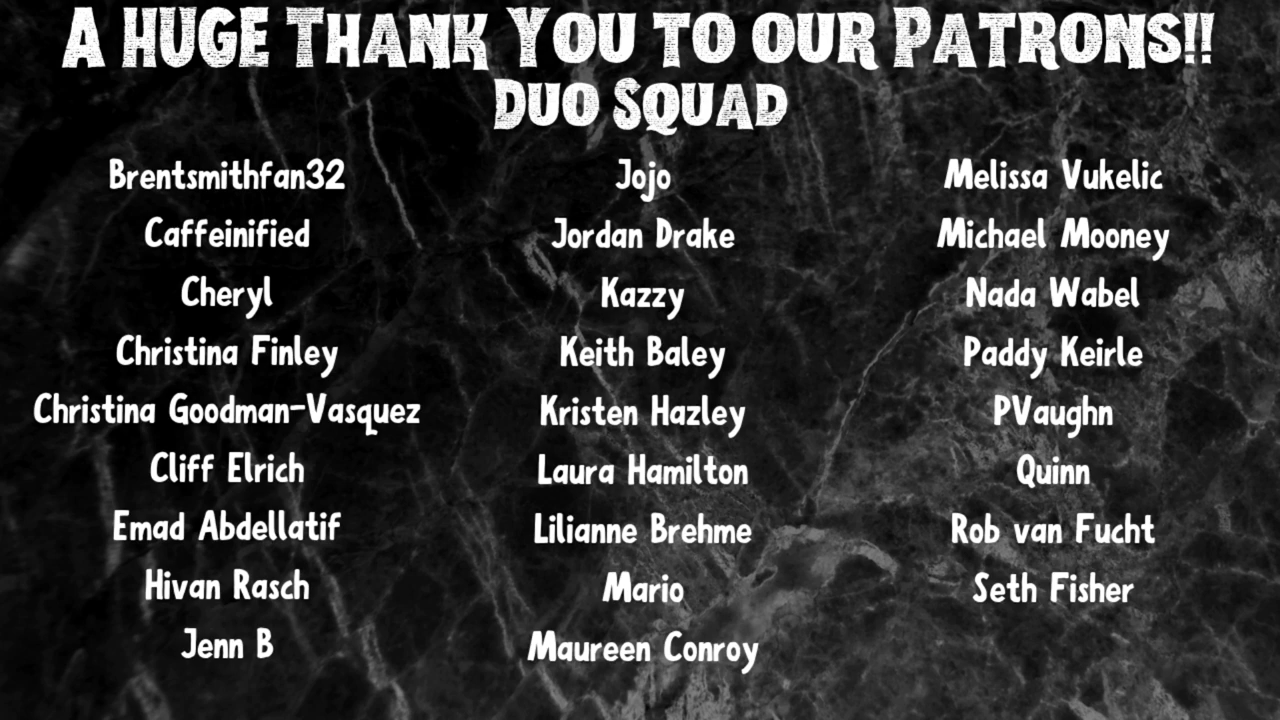 A HUGE THANK YOU TO OUR PATRONS!!
DUO SQUAD
Brentsmithfan32
Caffeinified
Cheryl
Christina Finley
Christina Goodman-Vasquez
Cliff Elrich
Emad Abdellatif
Hivan Rasch
Jenn B
Jojo
Jordan Drake
Kazzy
Keith Baley
Kristen Hazley
Laura Hamilton
Lilianne Brehme
Mario
Maureen Conroy
Melissa Vukelic
Michael Mooney
Nada Wabel
Paddy Keirle
PVaughn
Quinn
Rob van Fucht
Seth Fisher